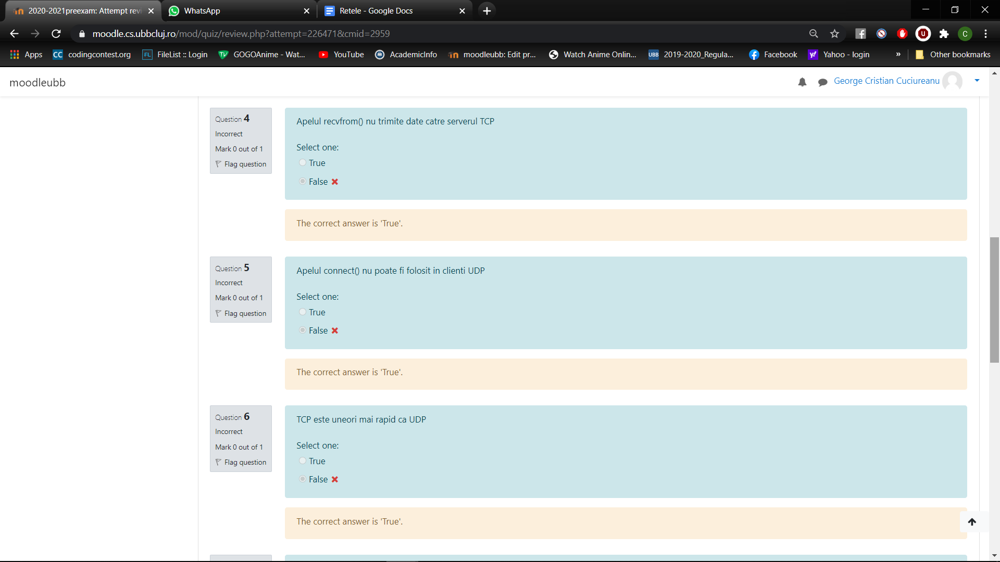 2020-2021preexam: Attempt revi
WhatsApp
Retele - Google Docs
moodle.cs.ubbcluj.ro/mod/quiz/review.php?attempt=226471&cmid=2959
Apps
CC codingcontest.org
FL FileList :: Login
GOGOAnime - Wat...
YouTube
AcademicInfo
moodleubb: Edit pr...
Watch Anime Onlin...
UBB 2019-2020_Regula...
Facebook
Yahoo - login
»
Other bookmarks
moodleubb
George Cristian Cuciureanu
Question 4
Incorrect
Mark 0 out of 1
Flag question
Apelul recvfrom() nu trimite date catre serverul TCP
Select one:
True
False
The correct answer is 'True'.
Question 5
Incorrect
Mark 0 out of 1
Flag question
Apelul connect() nu poate fi folosit in clienti UDP
Select one:
True
False
The correct answer is 'True'.
Question 6
Incorrect
Mark 0 out of 1
Flag question
TCP este uneori mai rapid ca UDP
Select one:
True
False
The correct answer is 'True'.